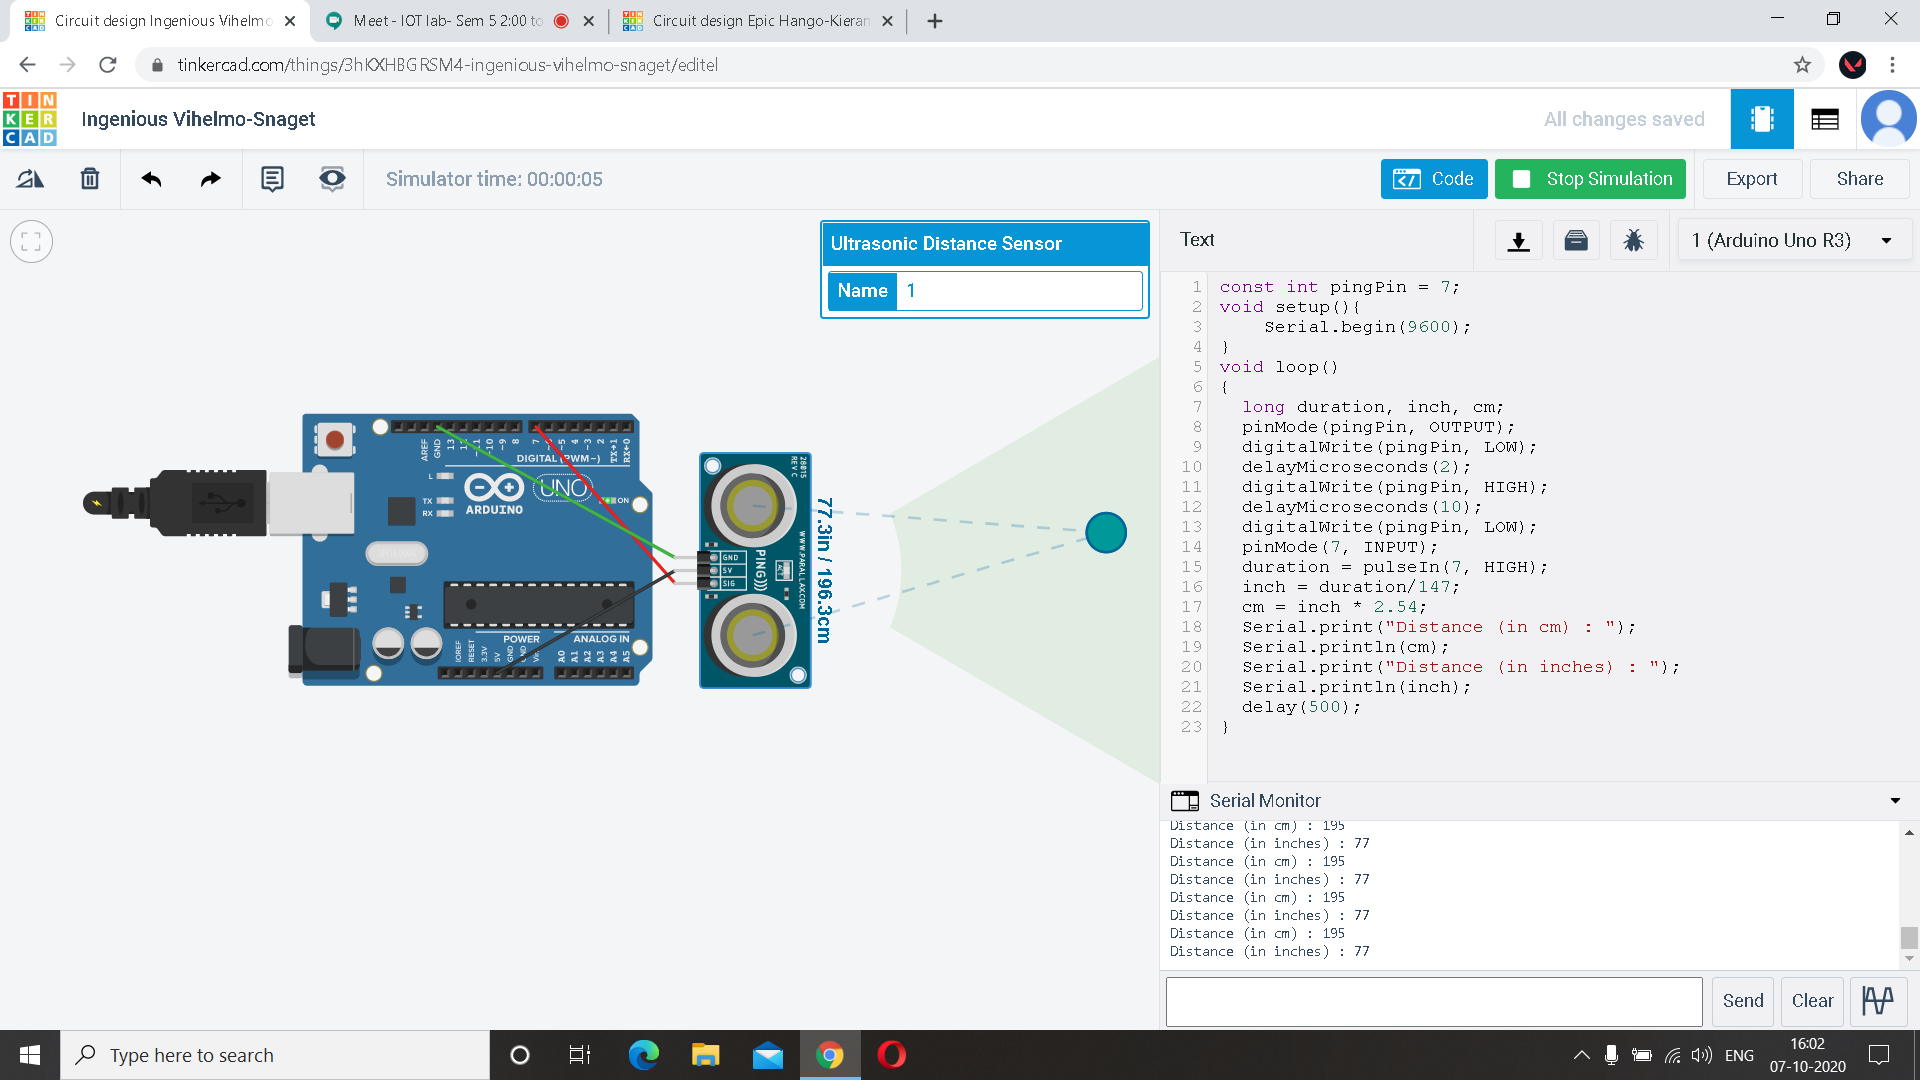 Circuit design Ingenious Vihelmo
Meet - IOT lab- Sem 5 2:00 to
Circuit design Epic Hango-Kieran
tinkercad.com/things/3hKXHBGRSM4-ingenious-vihelmo-snaget/editel
TIN
KER
CAD
Ingenious Vihelmo-Snaget
All changes saved
Simulator time: 00:00:05
Code
Stop Simulation
Export
Share
Ultrasonic Distance Sensor
Name 1
Text
1 (Arduino Uno R3)
1 const int pingPin = 7;
2 void setup(){
3 Serial.begin(9600);
4 }
5 void loop()
6 {
7 long duration, inch, cm;
8 pinMode(pingPin, OUTPUT);
9 digitalWrite(pingPin, LOW);
10 delayMicroseconds(2);
11 digitalWrite(pingPin, HIGH);
12 delayMicroseconds(10);
13 digitalWrite(pingPin, LOW);
14 pinMode(7, INPUT);
15 duration = pulseIn(7, HIGH);
16 inch = duration/147;
17 cm = inch * 2.54;
18 Serial.print("Distance (in cm) : ");
19 Serial.println(cm);
20 Serial.print("Distance (in inches) : ");
21 Serial.println(inch);
22 delay(500);
23 }
AREF
GND
13
~10
~9
8
7
~5
4
~3
2
TX→1
RX←0
DIGITAL (PWM~)
L
TX
RX
ARDUINO
UNO
ON
IOREF
RESET
3.3V
5V
GND
GND
Vin
POWER
ANALOG IN
A0
A1
A2
A3
A4
A5
28015
REV C
WWW.PARALLAX.COM
PING)))
ACT
GND
5V
SIG
77.3in / 196.3cm
Serial Monitor
Distance (in cm) : 195
Distance (in inches) : 77
Distance (in cm) : 195
Distance (in inches) : 77
Distance (in cm) : 195
Distance (in inches) : 77
Distance (in cm) : 195
Distance (in inches) : 77
Send
Clear
Type here to search
ENG
16:02
07-10-2020